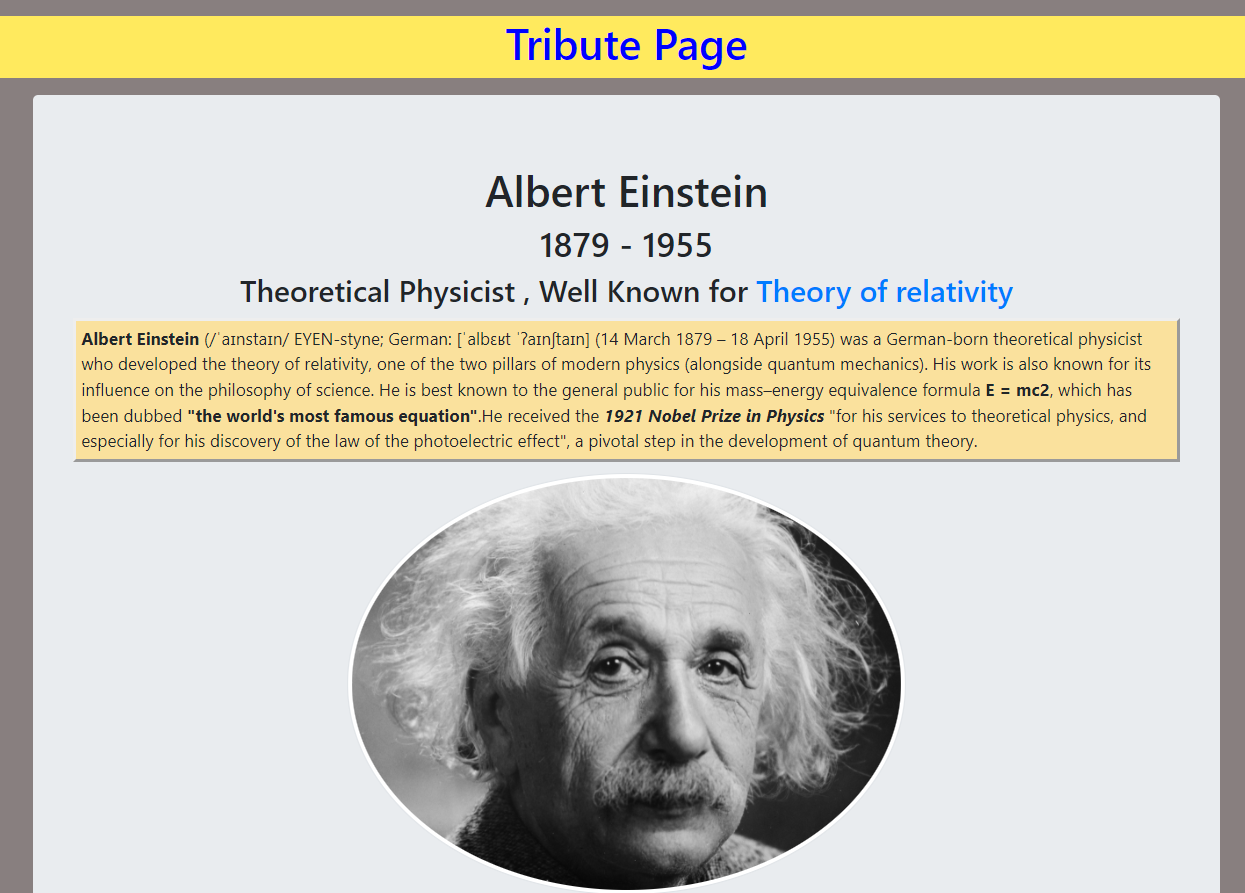 Tribute Page
Albert Einstein
1879 - 1955
Theoretical Physicist , Well Known for Theory of relativity
Albert Einstein (/ˈaɪnstaɪn/ EYEN-styne; German: [ˈalbɛʁt ˈʔaɪnʃtaɪn] (14 March 1879 – 18 April 1955) was a German-born theoretical physicist
who developed the theory of relativity, one of the two pillars of modern physics (alongside quantum mechanics). His work is also known for its
influence on the philosophy of science. He is best known to the general public for his mass–energy equivalence formula E = mc2, which has
been dubbed "the world's most famous equation".He received the 1921 Nobel Prize in Physics "for his services to theoretical physics, and
especially for his discovery of the law of the photoelectric effect", a pivotal step in the development of quantum theory.